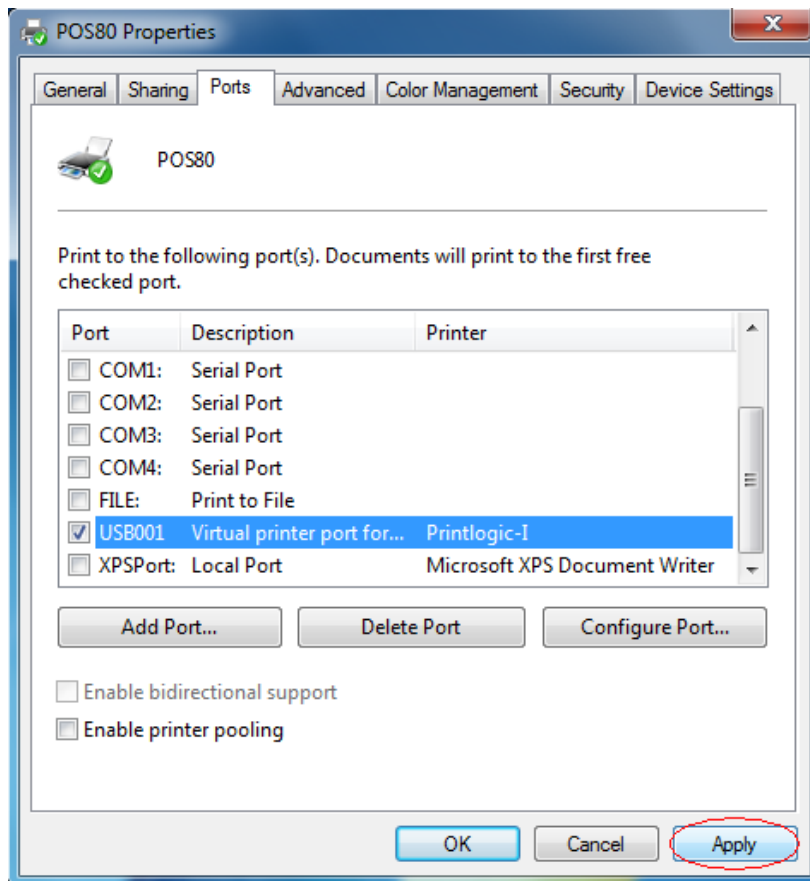 POS80 Properties
General Sharing Ports Advanced Color Management Security Device Settings
POS80
Print to the following port(s). Documents will print to the first free
checked port.
Port Description Printer
COM1: Serial Port
COM2: Serial Port
COM3: Serial Port
COM4: Serial Port
FILE: Print to File
USB001 Virtual printer port for... Printlogic-I
XPSPort: Local Port Microsoft XPS Document Writer
Add Port... Delete Port Configure Port...
Enable bidirectional support
Enable printer pooling
OK Cancel Apply